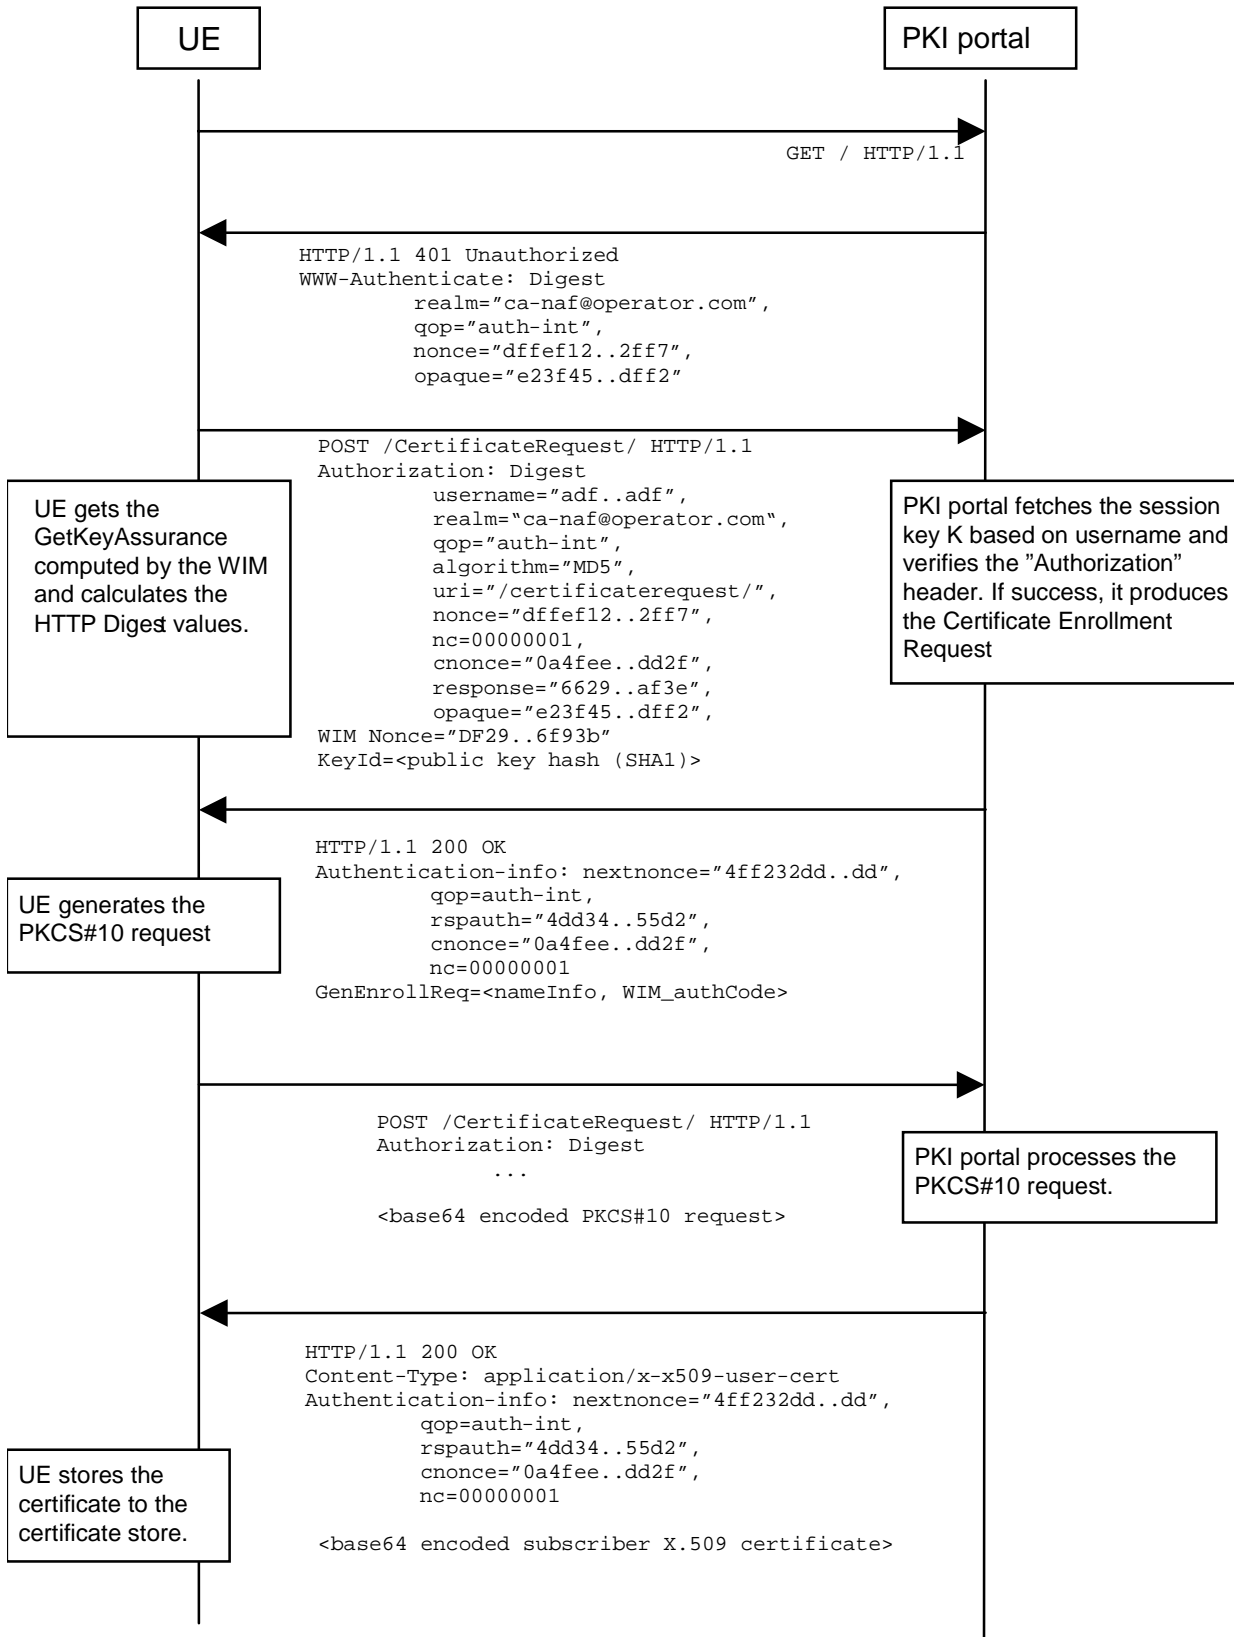 UE
PKI portal
GET / HTTP/1.1
HTTP/1.1 401 Unauthorized
WWW-Authenticate: Digest
realm="ca-naf@operator.com",
qop="auth-int",
nonce="dffef12..2ff7",
opaque="e23f45..dff2"
POST /CertificateRequest/ HTTP/1.1
Authorization: Digest
username="adf..adf",
realm="ca-naf@operator.com",
qop="auth-int",
algorithm="MD5",
uri="/certificaterequest/",
nonce="dffef12..2ff7",
nc=00000001,
cnonce="0a4fee..dd2f",
response="6629..af3e",
opaque="e23f45..dff2",
WIM Nonce="DF29..6f93b"
KeyId=<public key hash (SHA1)>
UE gets the
GetKeyAssurance
computed by the WIM
and calculates the
HTTP Digest values.
PKI portal fetches the session
key K based on username and
verifies the ”Authorization”
header. If success, it produces
the Certificate Enrollment
Request
HTTP/1.1 200 OK
Authentication-info: nextnonce="4ff232dd..dd",
qop=auth-int,
rspauth="4dd34..55d2",
cnonce="0a4fee..dd2f",
nc=00000001
GenEnrollReq=<nameInfo, WIM_authCode>
UE generates the
PKCS#10 request
POST /CertificateRequest/ HTTP/1.1
Authorization: Digest
...
<base64 encoded PKCS#10 request>
PKI portal processes the
PKCS#10 request.
HTTP/1.1 200 OK
Content-Type: application/x-x509-user-cert
Authentication-info: nextnonce="4ff232dd..dd",
qop=auth-int,
rspauth="4dd34..55d2",
cnonce="0a4fee..dd2f",
nc=00000001
<base64 encoded subscriber X.509 certificate>
UE stores the
certificate to the
certificate store.